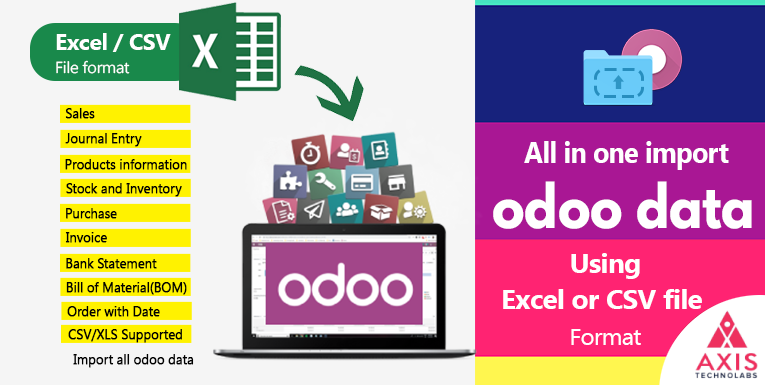 Excel / CSV
File format
X
Sales
Journal Entry
Products information
Stock and Inventory
Purchase
Invoice
Bank Statement
Bill of Material(BOM)
Order with Date
CSV/XLS Supported
Import all odoo data
odoo
All in one import
odoo data
Using
Excel or CSV file
Format
AXIS
TECHNOLABS